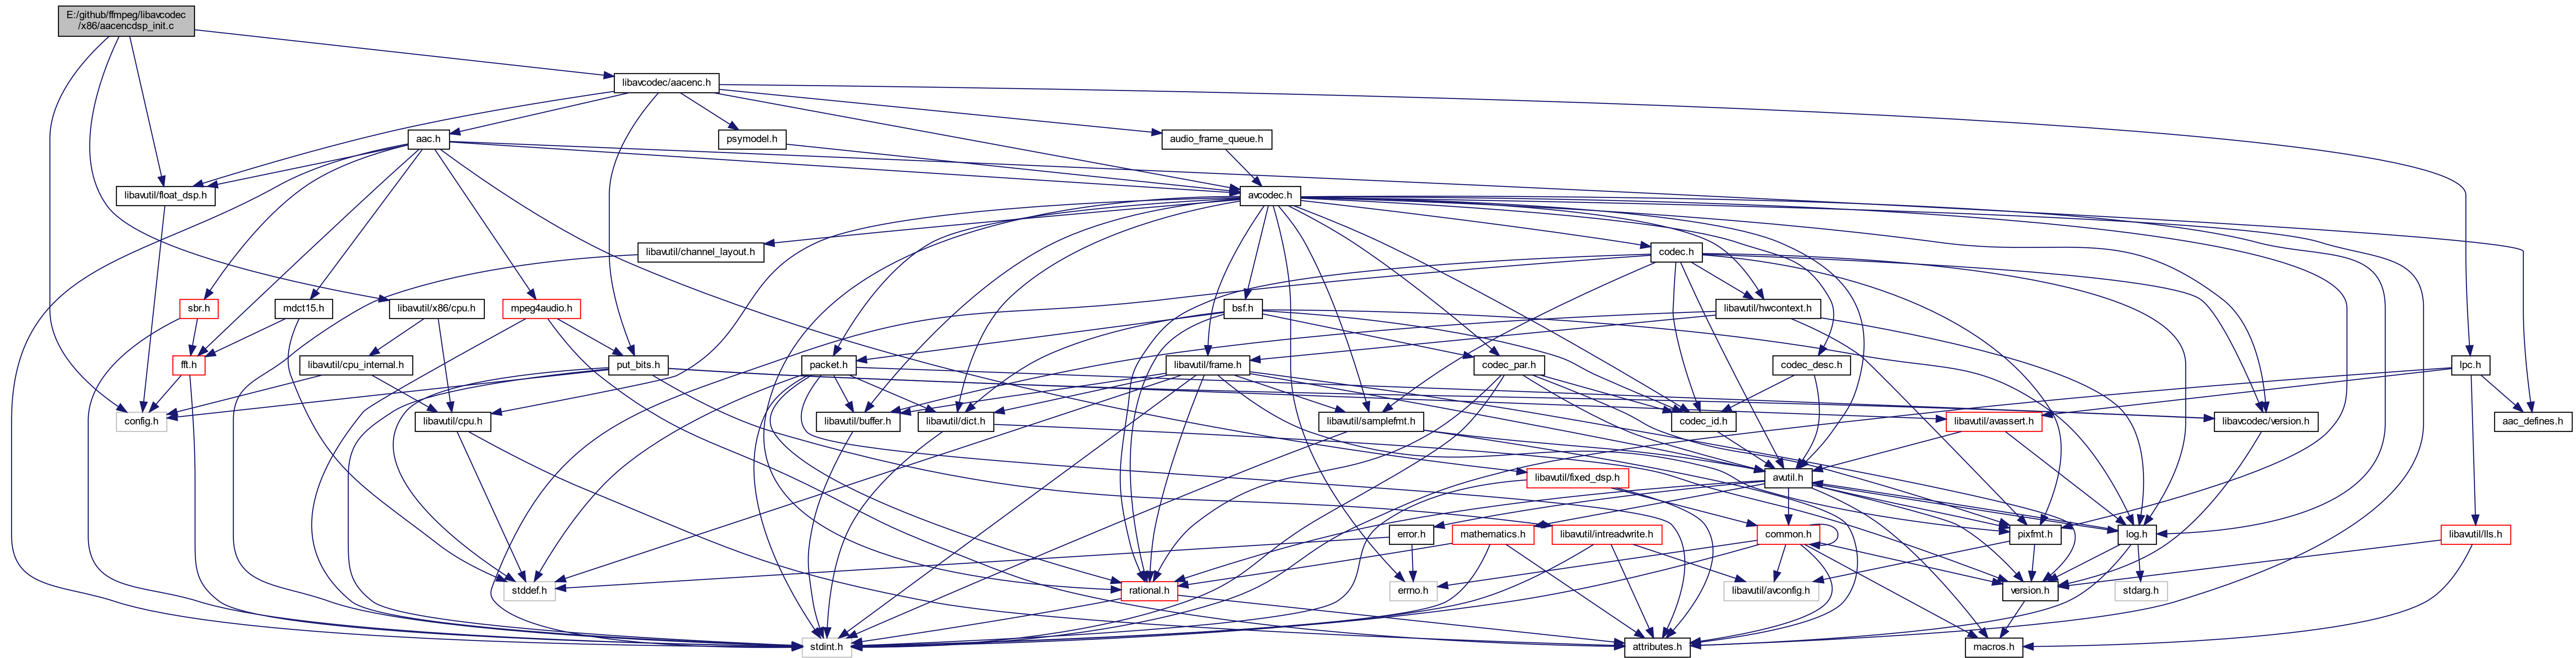 E:/github/ffmpeg/libavcodec
/x86/aacencdsp_init.c
libavcodec/aacenc.h
aac.h
psymodel.h
audio_frame_queue.h
libavutil/float_dsp.h
avcodec.h
libavutil/channel_layout.h
codec.h
sbr.h
mdct15.h
libavutil/x86/cpu.h
mpeg4audio.h
bsf.h
libavutil/hwcontext.h
fft.h
libavutil/cpu_internal.h
put_bits.h
packet.h
libavutil/frame.h
codec_par.h
codec_desc.h
lpc.h
config.h
libavutil/cpu.h
libavutil/buffer.h
libavutil/dict.h
libavutil/samplefmt.h
codec_id.h
libavutil/avassert.h
libavcodec/version.h
aac_defines.h
libavutil/fixed_dsp.h
avutil.h
error.h
mathematics.h
libavutil/intreadwrite.h
common.h
pixfmt.h
log.h
libavutil/lls.h
stddef.h
rational.h
errno.h
libavutil/avconfig.h
version.h
stdarg.h
stdint.h
attributes.h
macros.h